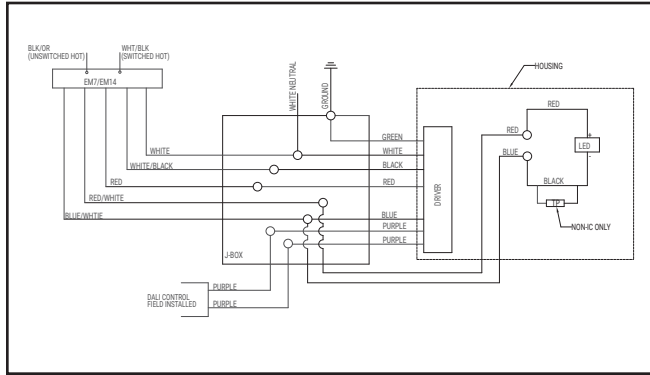 BLK/OR
(UNSWITCHED HOT)
WHT/BLK
(SWITCHED HOT)
EM7/EM14
WHITE NEUTRAL
GROUND
HOUSING
GREEN
WHITE
WHITE
WHITE/BLACK
BLACK
RED
RED
RED/WHITE
BLUE/WHTIE
BLUE
PURPLE
PURPLE
J-BOX
DRIVER
RED
RED
BLUE
+
LED
-
BLACK
TP
NON-IC ONLY
DALI CONTROL
FIELD INSTALLED
PURPLE
PURPLE